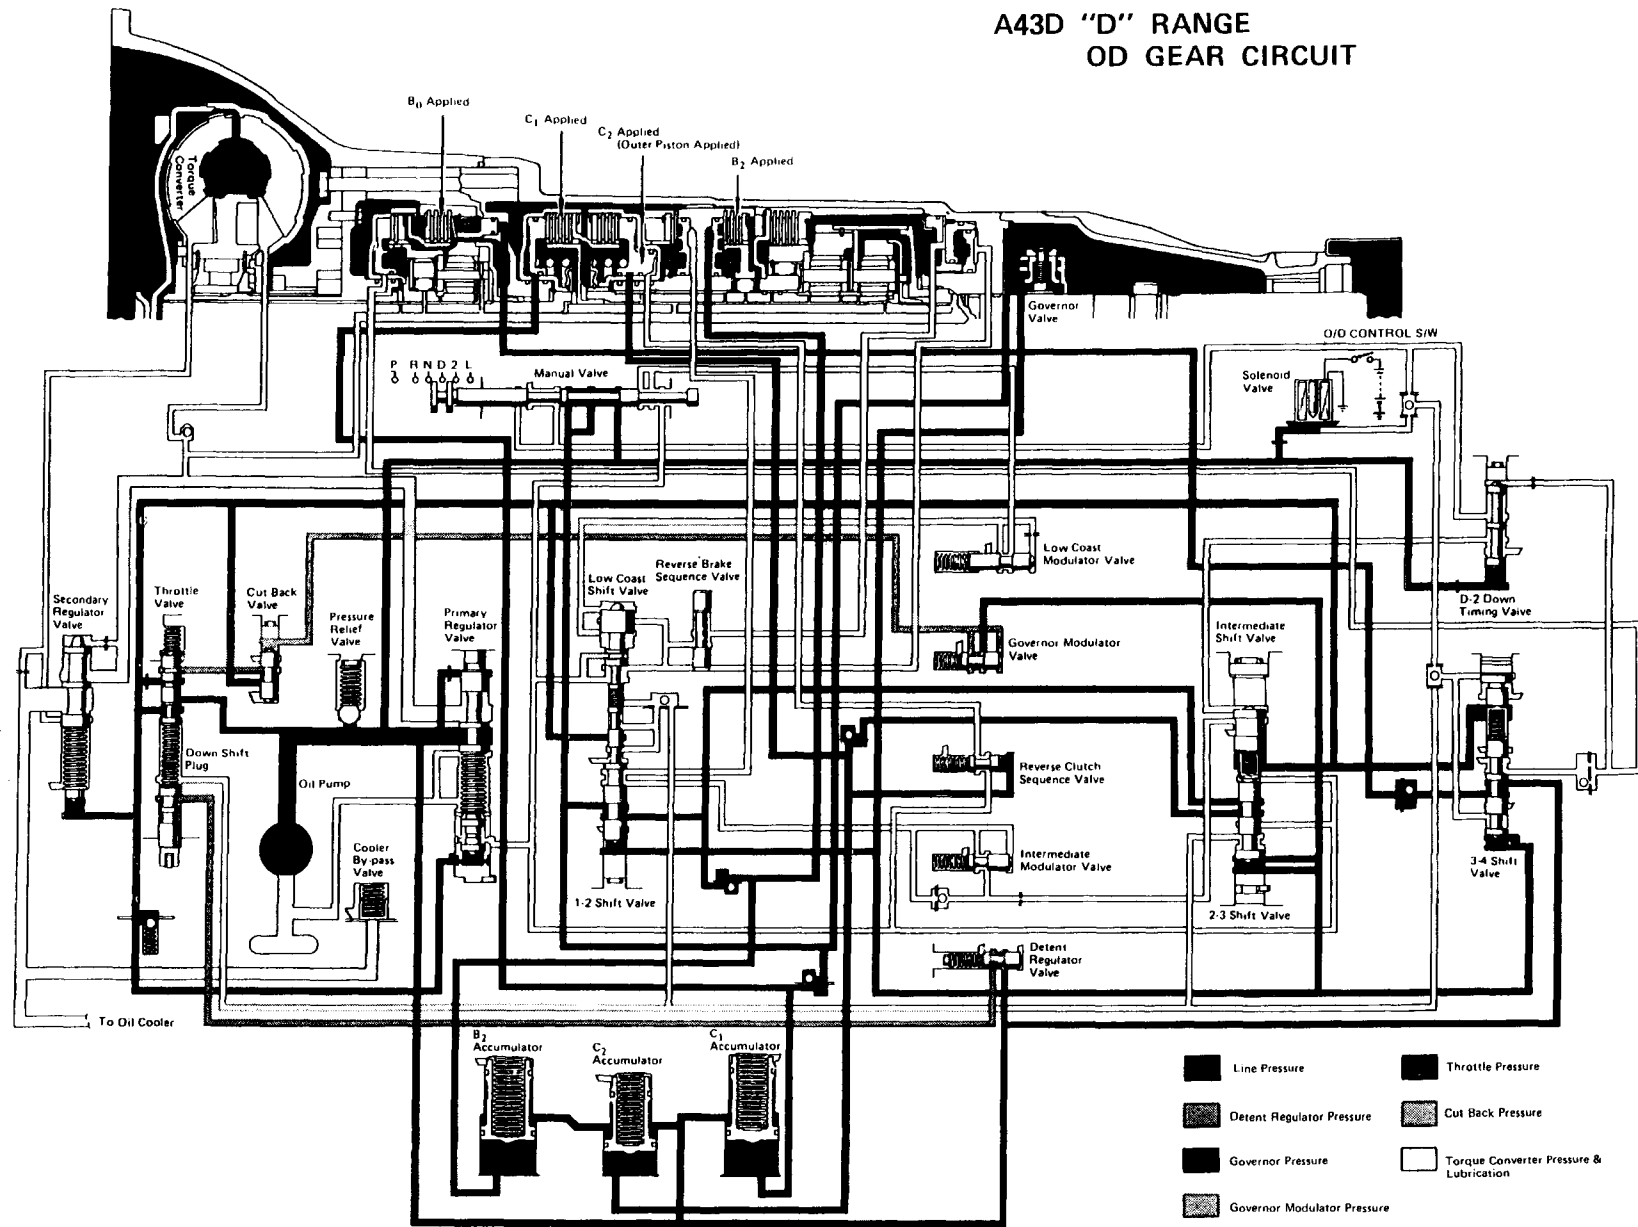 A43D "D" RANGE
OD GEAR CIRCUIT
B0 Applied
C1 Applied
C2 Applied
(Outer Piston Applied)
B2 Applied
Torque
Converter
Governor
Valve
O/D CONTROL S/W
P R N D 2 L
Manual Valve
Solenoid
Valve
Low Coast
Modulator Valve
Reverse Brake
Sequence Valve
Low Coast
Shift Valve
Secondary
Regulator
Valve
Throttle
Valve
Cut Back
Valve
Pressure
Relief
Valve
Primary
Regulator
Valve
D-2 Down
Timing Valve
Intermediate
Shift Valve
Governor Modulator
Valve
Down Shift
Plug
Oil Pump
Reverse Clutch
Sequence Valve
Cooler
By-pass
Valve
Intermediate
Modulator Valve
3-4 Shift
Valve
1-2 Shift Valve
2-3 Shift Valve
Detent
Regulator
Valve
To Oil Cooler
B2
Accumulator
C2
Accumulator
C1
Accumulator
Line Pressure
Throttle Pressure
Detent Regulator Pressure
Cut Back Pressure
Governor Pressure
Torque Converter Pressure &
Lubrication
Governor Modulator Pressure